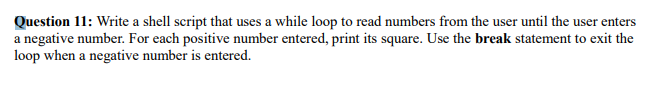 Question 11: Write a shell script that uses a while loop to read numbers from the user until the user enters
a negative number. For each positive number entered, print its square. Use the break statement to exit the
loop when a negative number is entered.